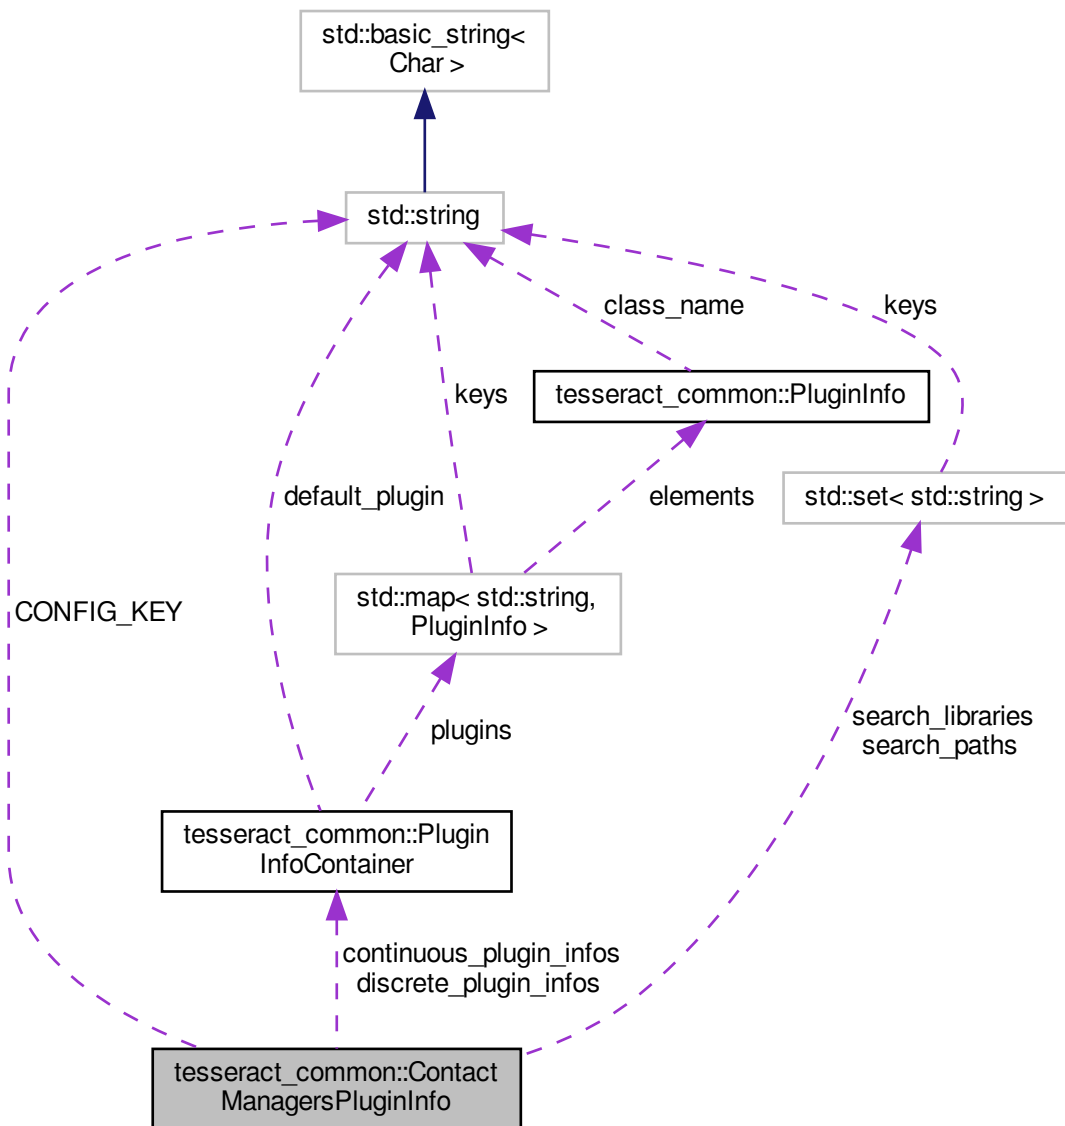 std::basic_string<
Char >
std::string
class_name
keys
keys
tesseract_common::PluginInfo
default_plugin
elements
std::set< std::string >
std::map< std::string,
PluginInfo >
CONFIG_KEY
search_libraries
search_paths
plugins
tesseract_common::Plugin
InfoContainer
continuous_plugin_infos
discrete_plugin_infos
tesseract_common::Contact
ManagersPluginInfo